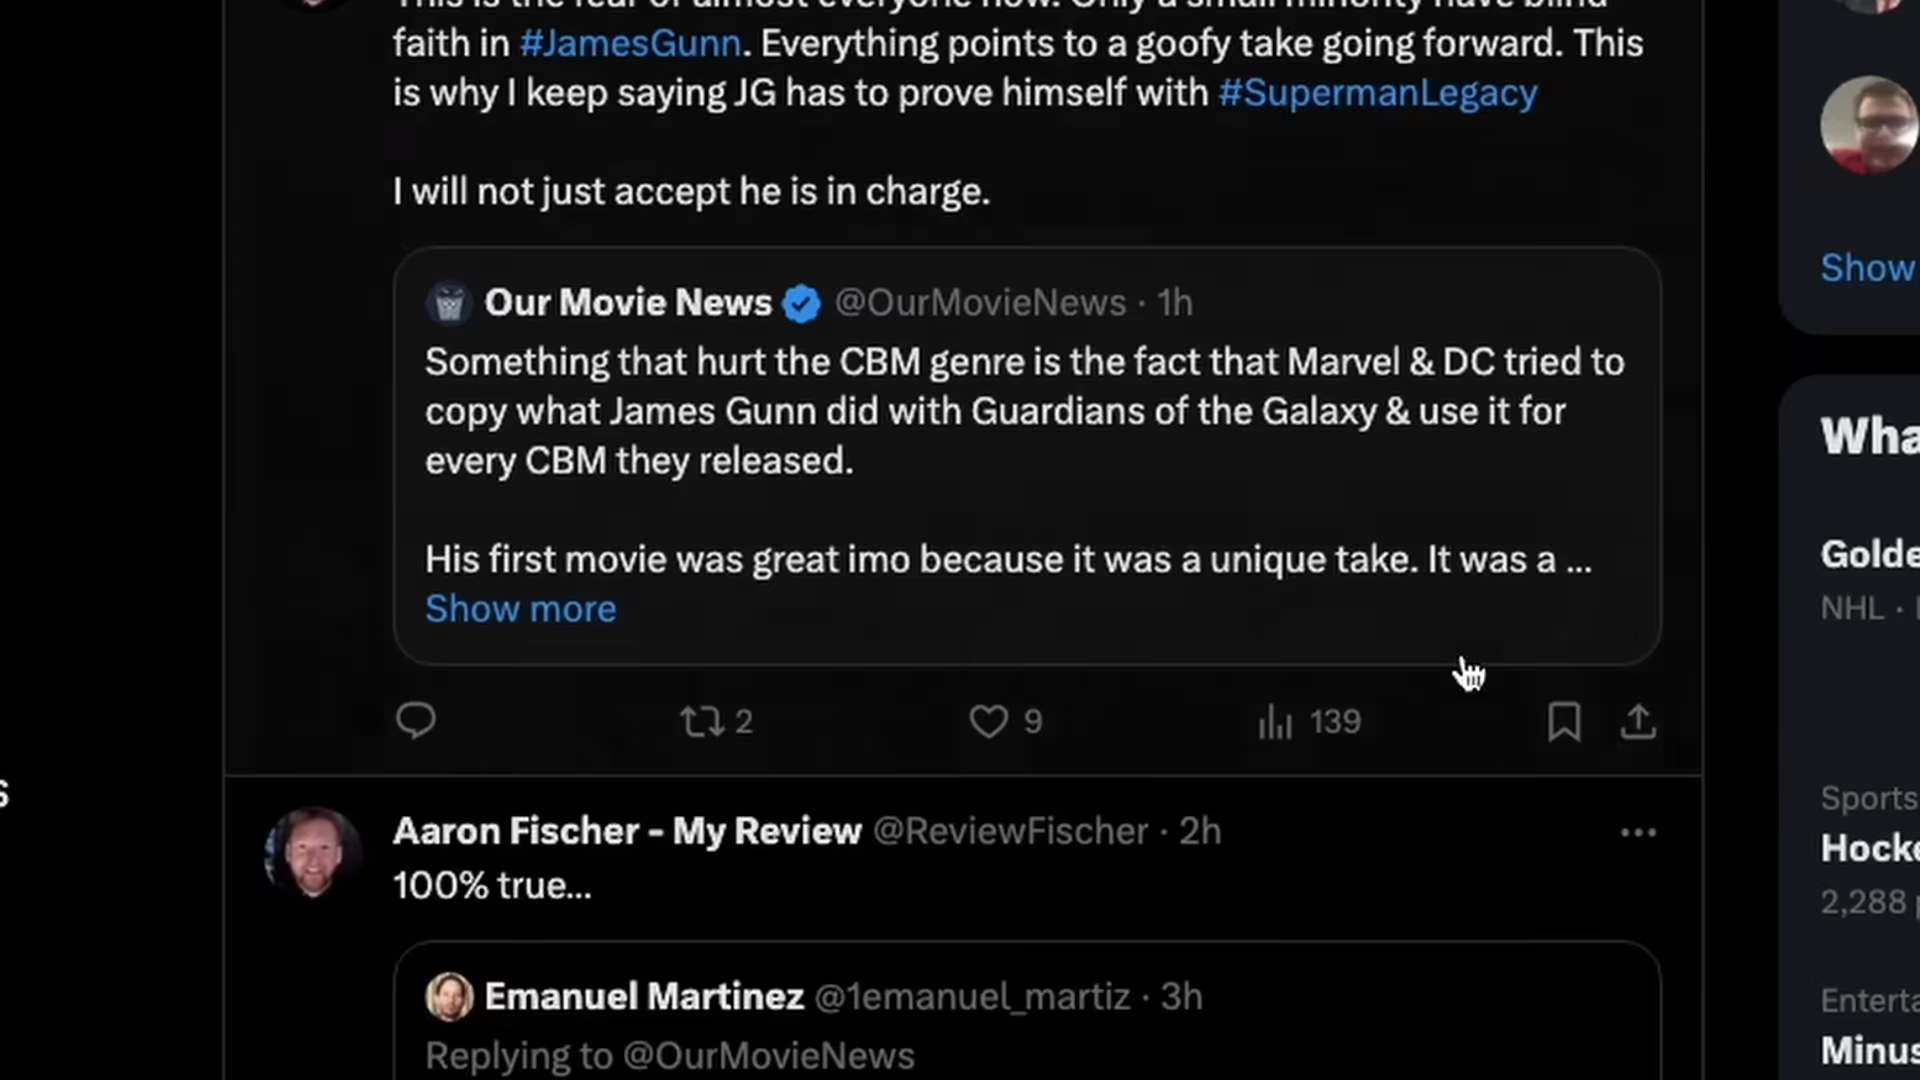 faith in #JamesGunn. Everything points to a goofy take going forward. This
is why I keep saying JG has to prove himself with #SupermanLegacy
I will not just accept he is in charge.
Our Movie News @OurMovieNews · 1h
Something that hurt the CBM genre is the fact that Marvel & DC tried to
copy what James Gunn did with Guardians of the Galaxy & use it for
every CBM they released.
His first movie was great imo because it was a unique take. It was a ...
Show more
2 9 139
Aaron Fischer - My Review @ReviewFischer · 2h
100% true...
Emanuel Martinez @1emanuel_martiz · 3h
Replying to @OurMovieNews
Show
Wha
Golde
NHL ·
Sports
Hocke
2,288
Enterta
Minus